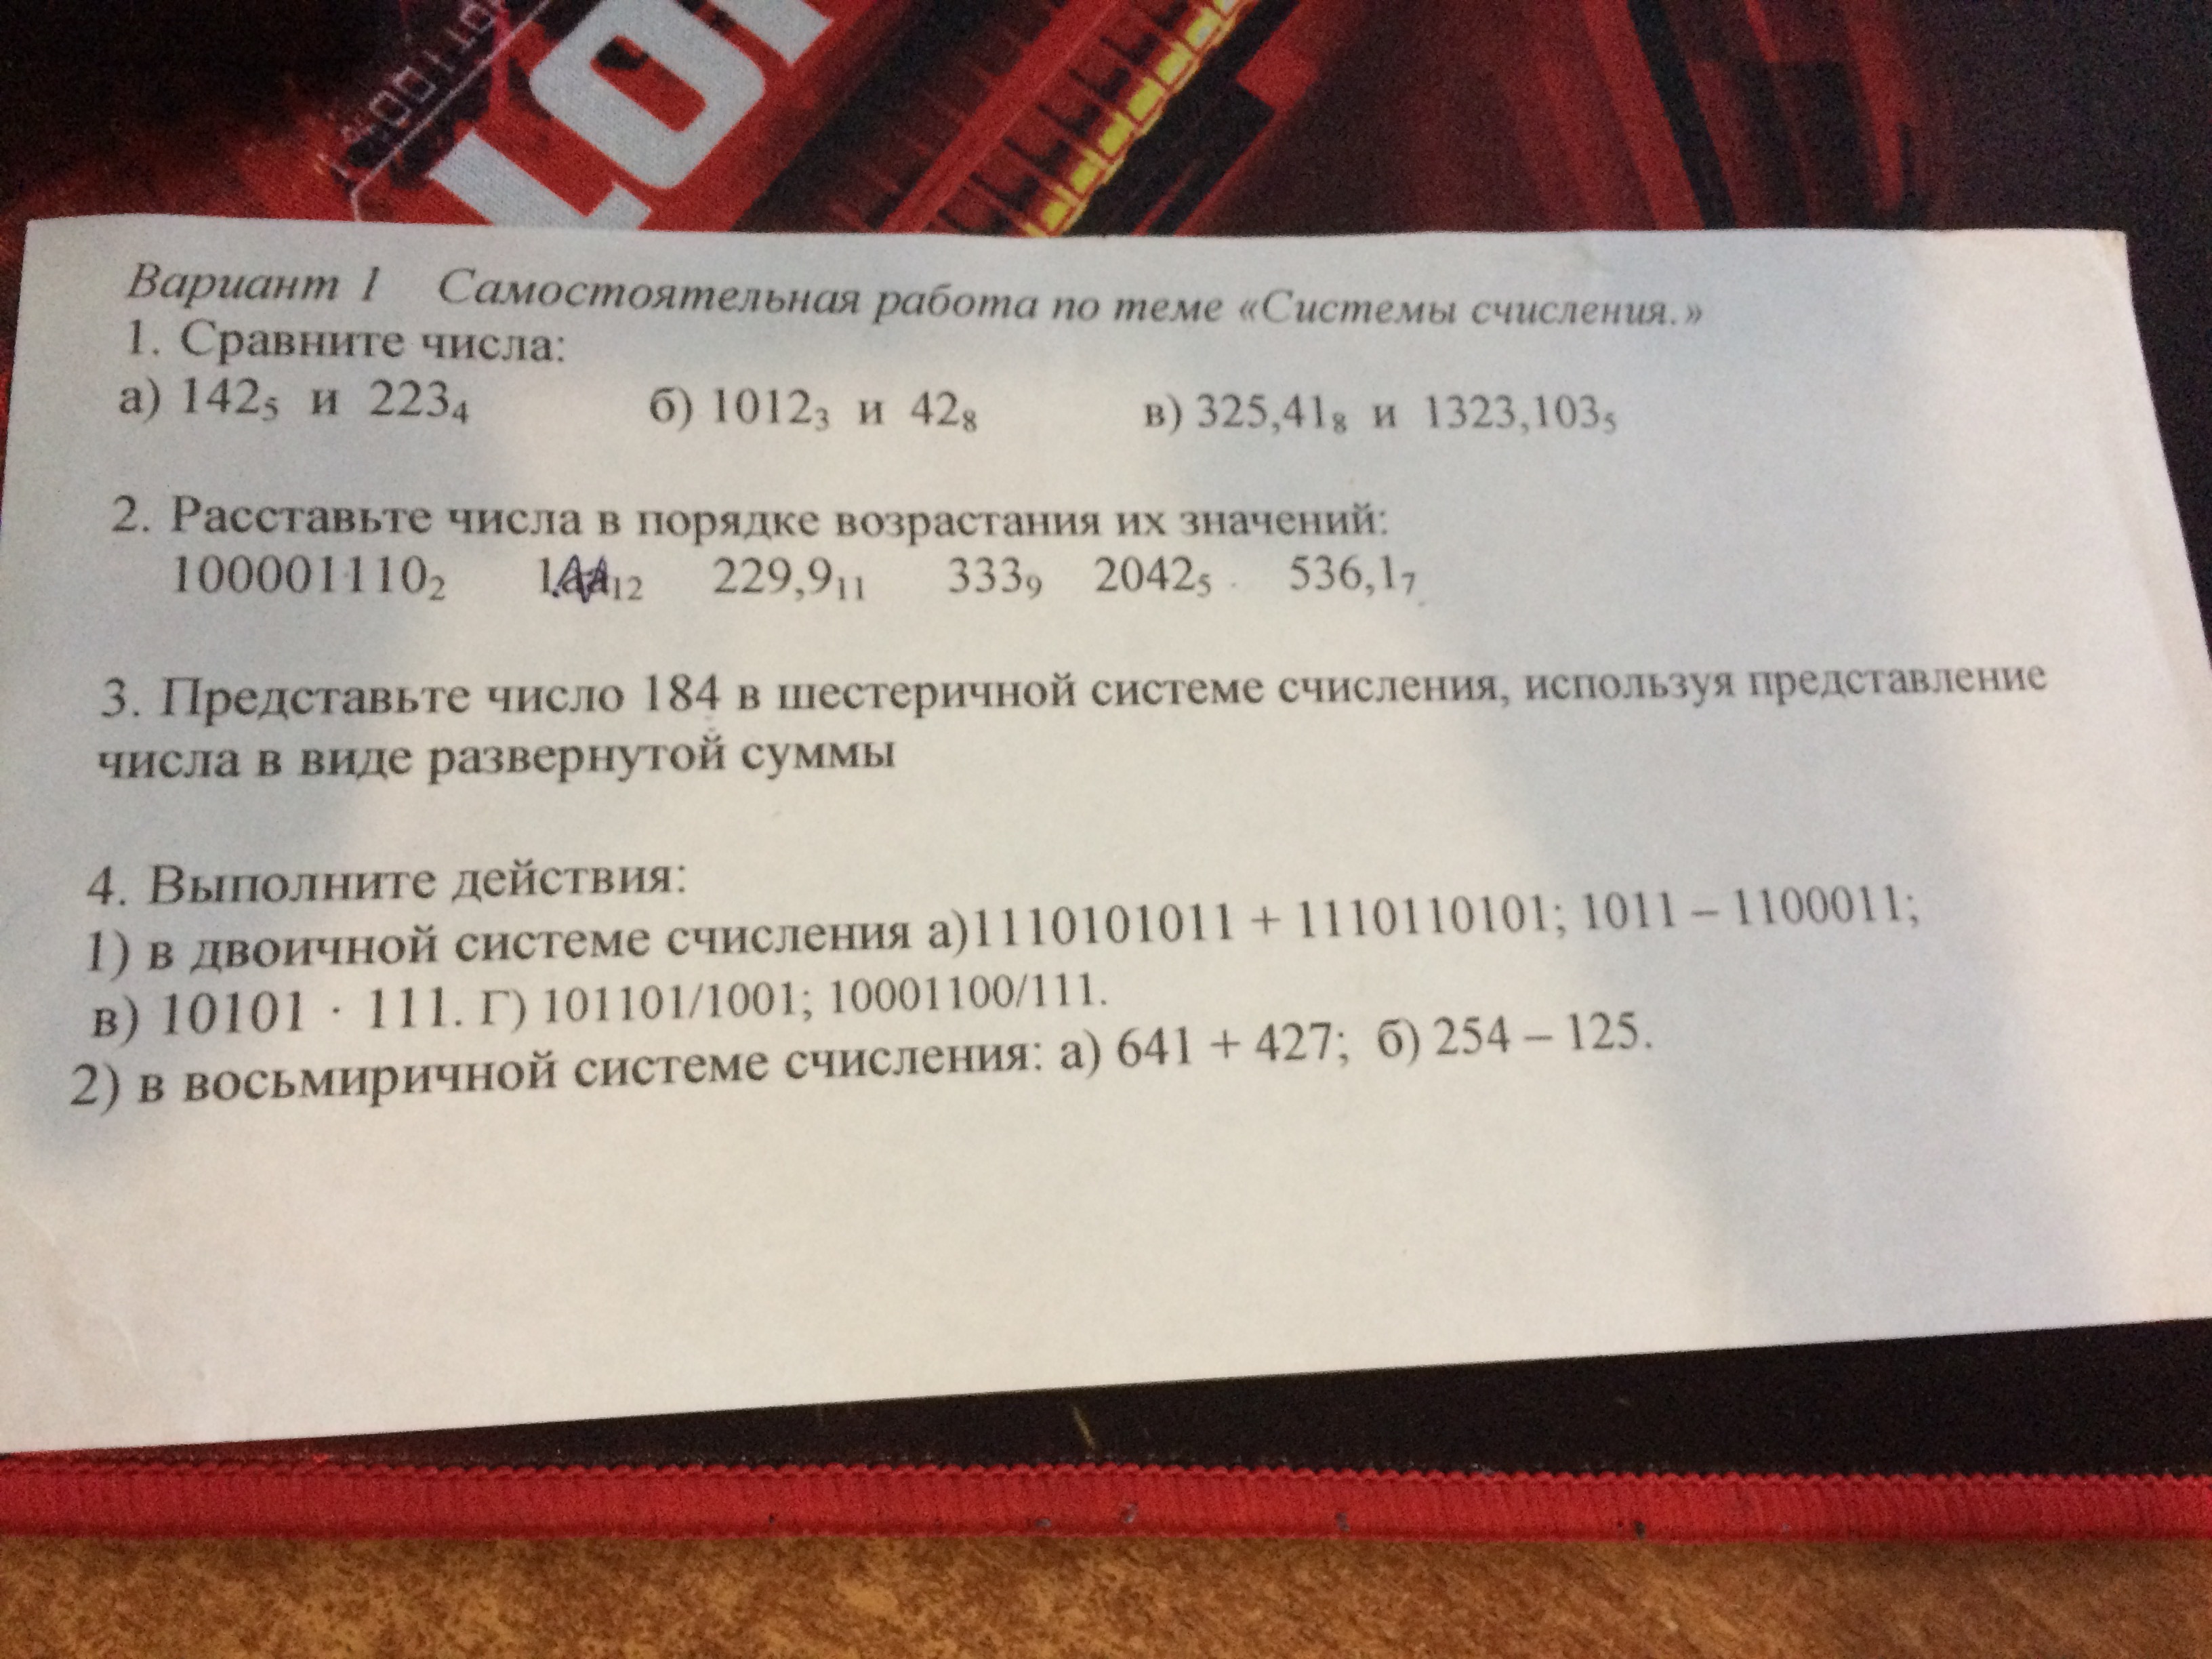 Вариант 1 Самостоятельная работа по теме «Системы счисления.»
1. Сравните числа:
а) 142₅ и 223₄ б) 1012₃ и 42₈ в) 325,41₈ и 1323,103₅
2. Расставьте числа в порядке возрастания их значений:
100001110₂ 1аа₁₂ 229,9₁₁ 333₉ 2042₅ 536,1₇
3. Представьте число 184 в шестеричной системе счисления, используя представление
числа в виде развернутой суммы
4. Выполните действия:
1) в двоичной системе счисления а)1110101011 + 1110110101; 1011 – 1100011;
в) 10101 · 111. Г) 101101/1001; 10001100/111.
2) в восьмиричной системе счисления: а) 641 + 427; б) 254 – 125.